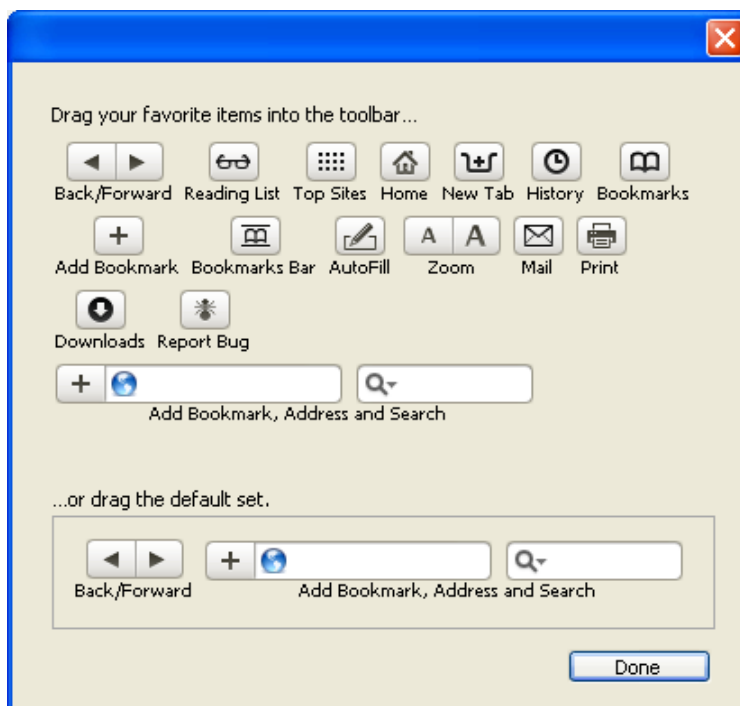 Drag your favorite items into the toolbar...
Back/Forward Reading List Top Sites Home New Tab History Bookmarks
A A
Add Bookmark Bookmarks Bar AutoFill Zoom Mail Print
Downloads Report Bug
Add Bookmark, Address and Search
...or drag the default set.
Back/Forward Add Bookmark, Address and Search
Done